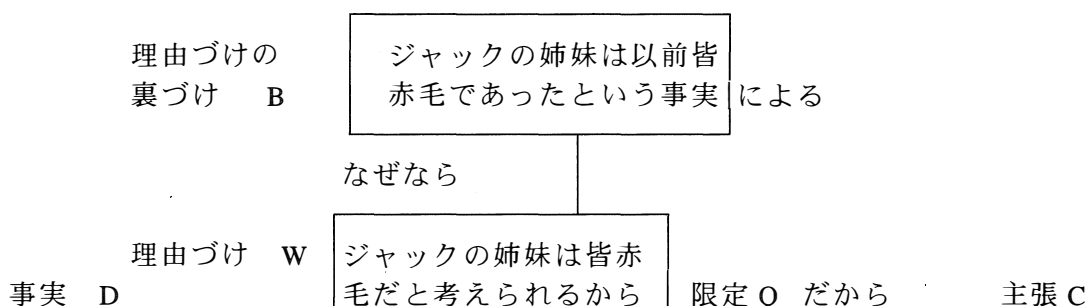 理由づけの ジャックの姉妹は以前皆
裏づけ B 赤毛であったという事実 による
なぜなら
理由づけ W ジャックの姉妹は皆赤
事実 D 毛だと考えられるから 限定 Q だから 主張 C